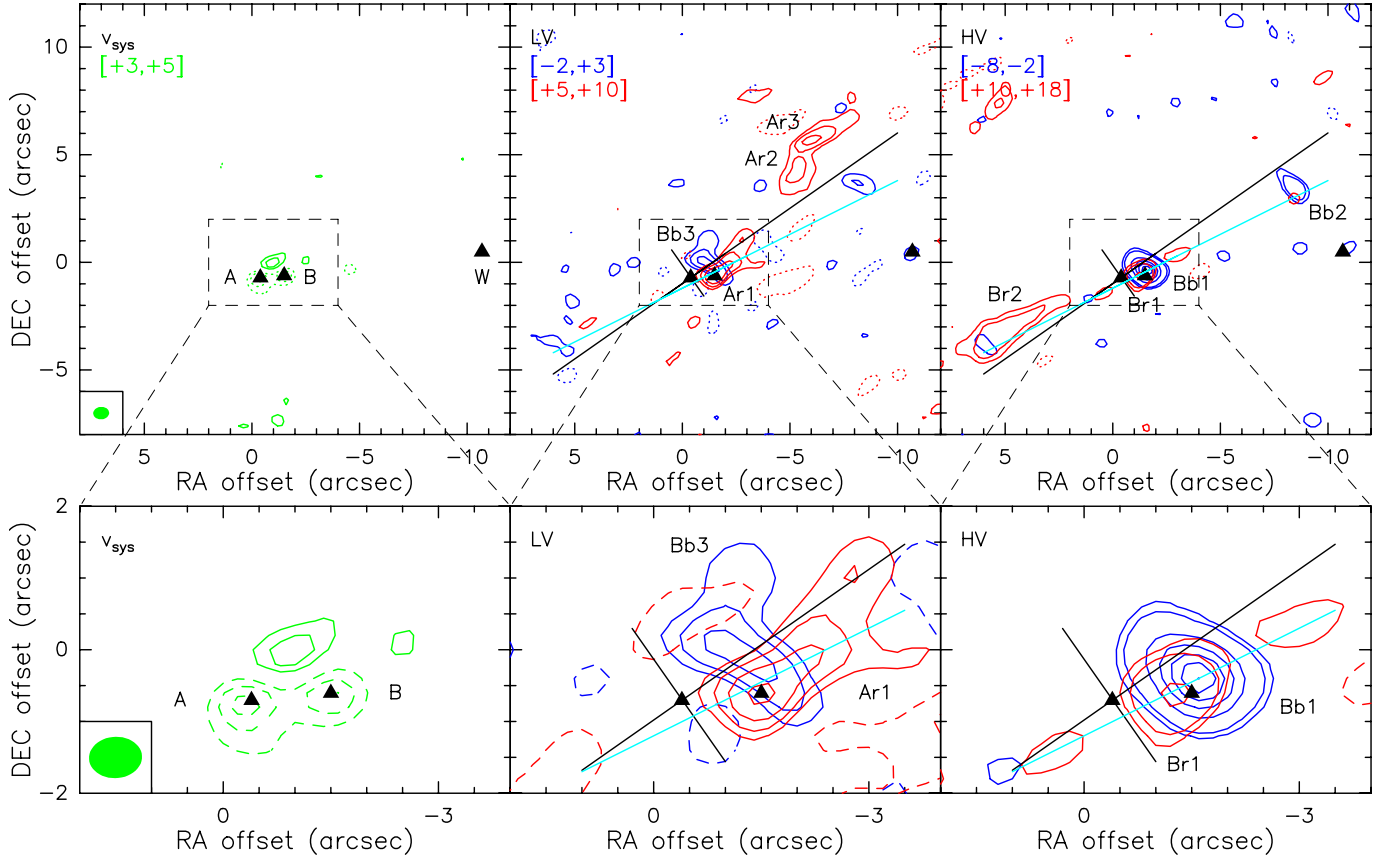 v_sys
[+3,+5]
A
B
W
LV
[−2,+3]
[+5,+10]
Ar3
Ar2
Bb3
Ar1
HV
[−8,−2]
[+10,+18]
Bb2
Br2
Bb1
Br1
10
5
0
−5
DEC offset (arcsec)
5 0 −5 −10
5 0 −5 −10
5 0 −5 −10
RA offset (arcsec)
RA offset (arcsec)
RA offset (arcsec)
v_sys
A
B
LV
Bb3
Ar1
HV
Bb1
Br1
2
0
−2
DEC offset (arcsec)
0 −3
0 −3
0 −3
RA offset (arcsec)
RA offset (arcsec)
RA offset (arcsec)